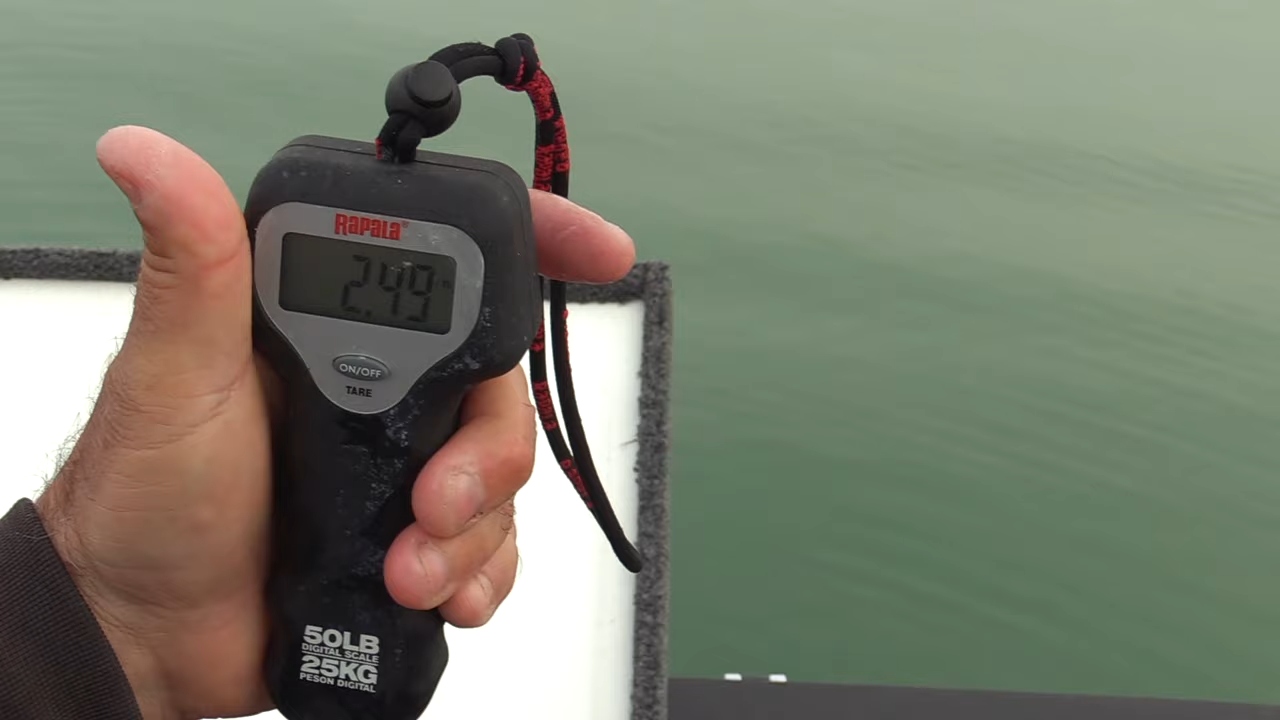 Rapala
2.49
ON/OFF
TARE
50LB
DIGITAL SCALE
25KG
PESON DIGITAL